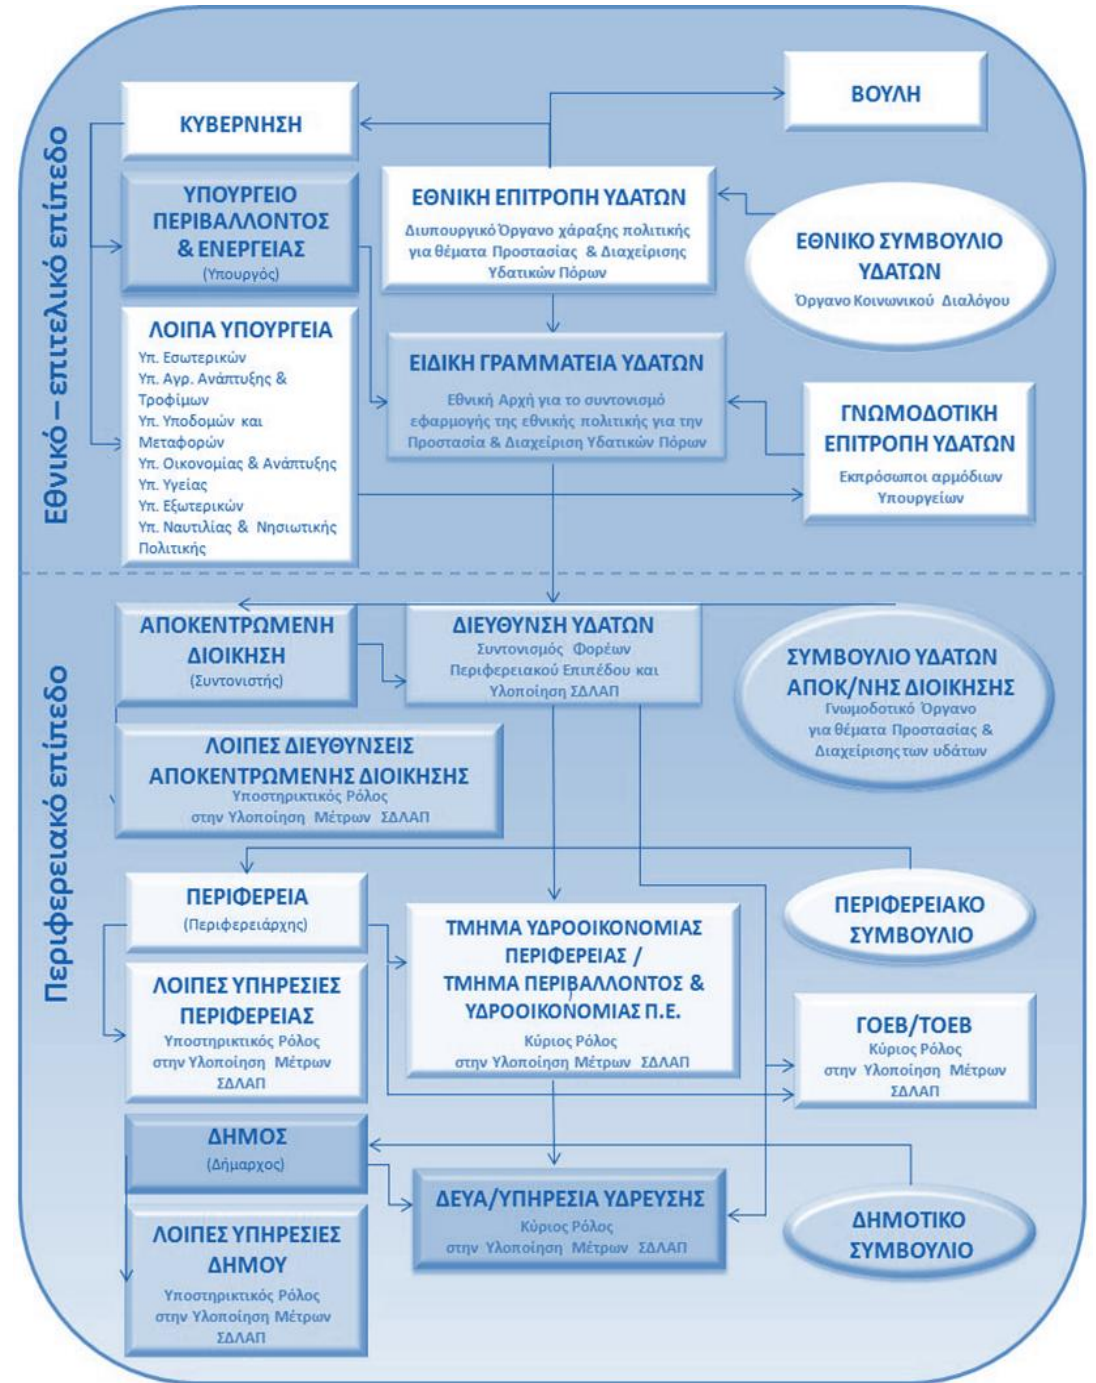 Εθνικό – επιτελικό επίπεδο
ΒΟΥΛΗ
ΚΥΒΕΡΝΗΣΗ
ΥΠΟΥΡΓΕΙΟ
ΠΕΡΙΒΑΛΛΟΝΤΟΣ
& ΕΝΕΡΓΕΙΑΣ
(Υπουργός)
ΕΘΝΙΚΗ ΕΠΙΤΡΟΠΗ ΥΔΑΤΩΝ
Διυπουργικό Όργανο χάραξης πολιτικής
για θέματα Προστασίας & Διαχείρισης
Υδατικών Πόρων
ΕΘΝΙΚΟ ΣΥΜΒΟΥΛΙΟ
ΥΔΑΤΩΝ
Όργανο Κοινωνικού Διαλόγου
ΛΟΙΠΑ ΥΠΟΥΡΓΕΙΑ
Υπ. Εσωτερικών
Υπ. Αγρ. Ανάπτυξης &
Τροφίμων
Υπ. Υποδομών και
Μεταφορών
Υπ. Οικονομίας & Ανάπτυξης
Υπ. Υγείας
Υπ. Εξωτερικών
Υπ. Ναυτιλίας & Νησιωτικής
Πολιτικής
ΕΙΔΙΚΗ ΓΡΑΜΜΑΤΕΙΑ ΥΔΑΤΩΝ
Εθνική Αρχή για το συντονισμό
εφαρμογής της εθνικής πολιτικής για την
Προστασία & Διαχείριση Υδατικών Πόρων
ΓΝΩΜΟΔΟΤΙΚΗ
ΕΠΙΤΡΟΠΗ ΥΔΑΤΩΝ
Εκπρόσωποι αρμόδιων
Υπουργείων
Περιφερειακό επίπεδο
ΑΠΟΚΕΝΤΡΩΜΕΝΗ
ΔΙΟΙΚΗΣΗ
(Συντονιστής)
ΔΙΕΥΘΥΝΣΗ ΥΔΑΤΩΝ
Συντονισμός Φορέων
Περιφερειακού Επιπέδου και
Υλοποίηση ΣΔΛΑΠ
ΣΥΜΒΟΥΛΙΟ ΥΔΑΤΩΝ
ΑΠΟΚ/ΝΗΣ ΔΙΟΙΚΗΣΗΣ
Γνωμοδοτικό Όργανο
για θέματα Προστασίας &
Διαχείρισης των υδάτων
ΛΟΙΠΕΣ ΔΙΕΥΘΥΝΣΕΙΣ
ΑΠΟΚΕΝΤΡΩΜΕΝΗΣ ΔΙΟΙΚΗΣΗΣ
Υποστηρικτικός Ρόλος
στην Υλοποίηση Μέτρων ΣΔΛΑΠ
ΠΕΡΙΦΕΡΕΙΑ
(Περιφερειάρχης)
ΤΜΗΜΑ ΥΔΡΟΟΙΚΟΝΟΜΙΑΣ
ΠΕΡΙΦΕΡΕΙΑΣ /
ΤΜΗΜΑ ΠΕΡΙΒΑΛΛΟΝΤΟΣ &
ΥΔΡΟΟΙΚΟΝΟΜΙΑΣ Π.Ε.
Κύριος Ρόλος
στην Υλοποίηση Μέτρων ΣΔΛΑΠ
ΠΕΡΙΦΕΡΕΙΑΚΟ
ΣΥΜΒΟΥΛΙΟ
ΛΟΙΠΕΣ ΥΠΗΡΕΣΙΕΣ
ΠΕΡΙΦΕΡΕΙΑΣ
Υποστηρικτικός Ρόλος
στην Υλοποίηση Μέτρων
ΣΔΛΑΠ
ΓΟΕΒ/ΤΟΕΒ
Κύριος Ρόλος
στην Υλοποίηση Μέτρων
ΣΔΛΑΠ
ΔΗΜΟΣ
(Δήμαρχος)
ΔΕΥΑ/ΥΠΗΡΕΣΙΑ ΥΔΡΕΥΣΗΣ
Κύριος Ρόλος
στην Υλοποίηση Μέτρων ΣΔΛΑΠ
ΔΗΜΟΤΙΚΟ
ΣΥΜΒΟΥΛΙΟ
ΛΟΙΠΕΣ ΥΠΗΡΕΣΙΕΣ
ΔΗΜΟΥ
Υποστηρικτικός Ρόλος
στην Υλοποίηση Μέτρων
ΣΔΛΑΠ